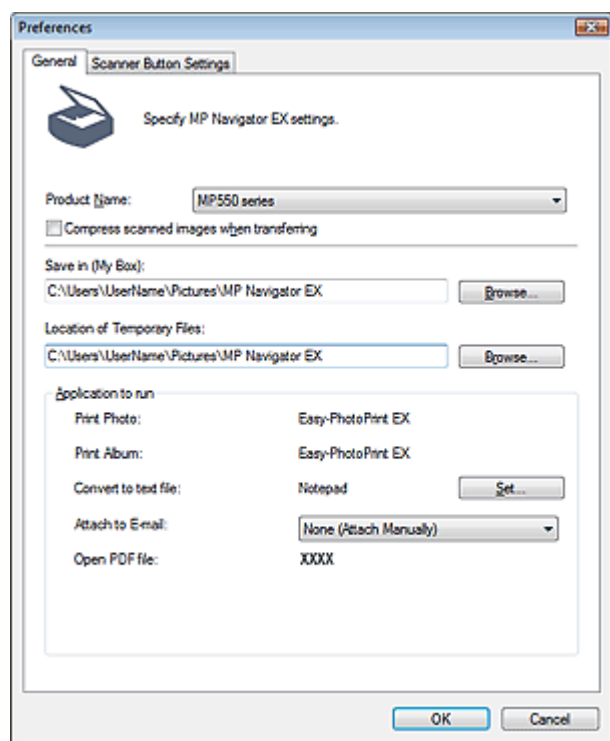 Preferences
General
Scanner Button Settings
Specify MP Navigator EX settings.
Product Name: MP550 series
Compress scanned images when transferring
Save in (My Box):
C:\Users\UserName\Pictures\MP Navigator EX Browse...
Location of Temporary Files:
C:\Users\UserName\Pictures\MP Navigator EX Browse...
Application to run
Print Photo: Easy-PhotoPrint EX
Print Album: Easy-PhotoPrint EX
Convert to text file: Notepad Set...
Attach to E-mail: None (Attach Manually)
Open PDF file: XXXX
OK Cancel